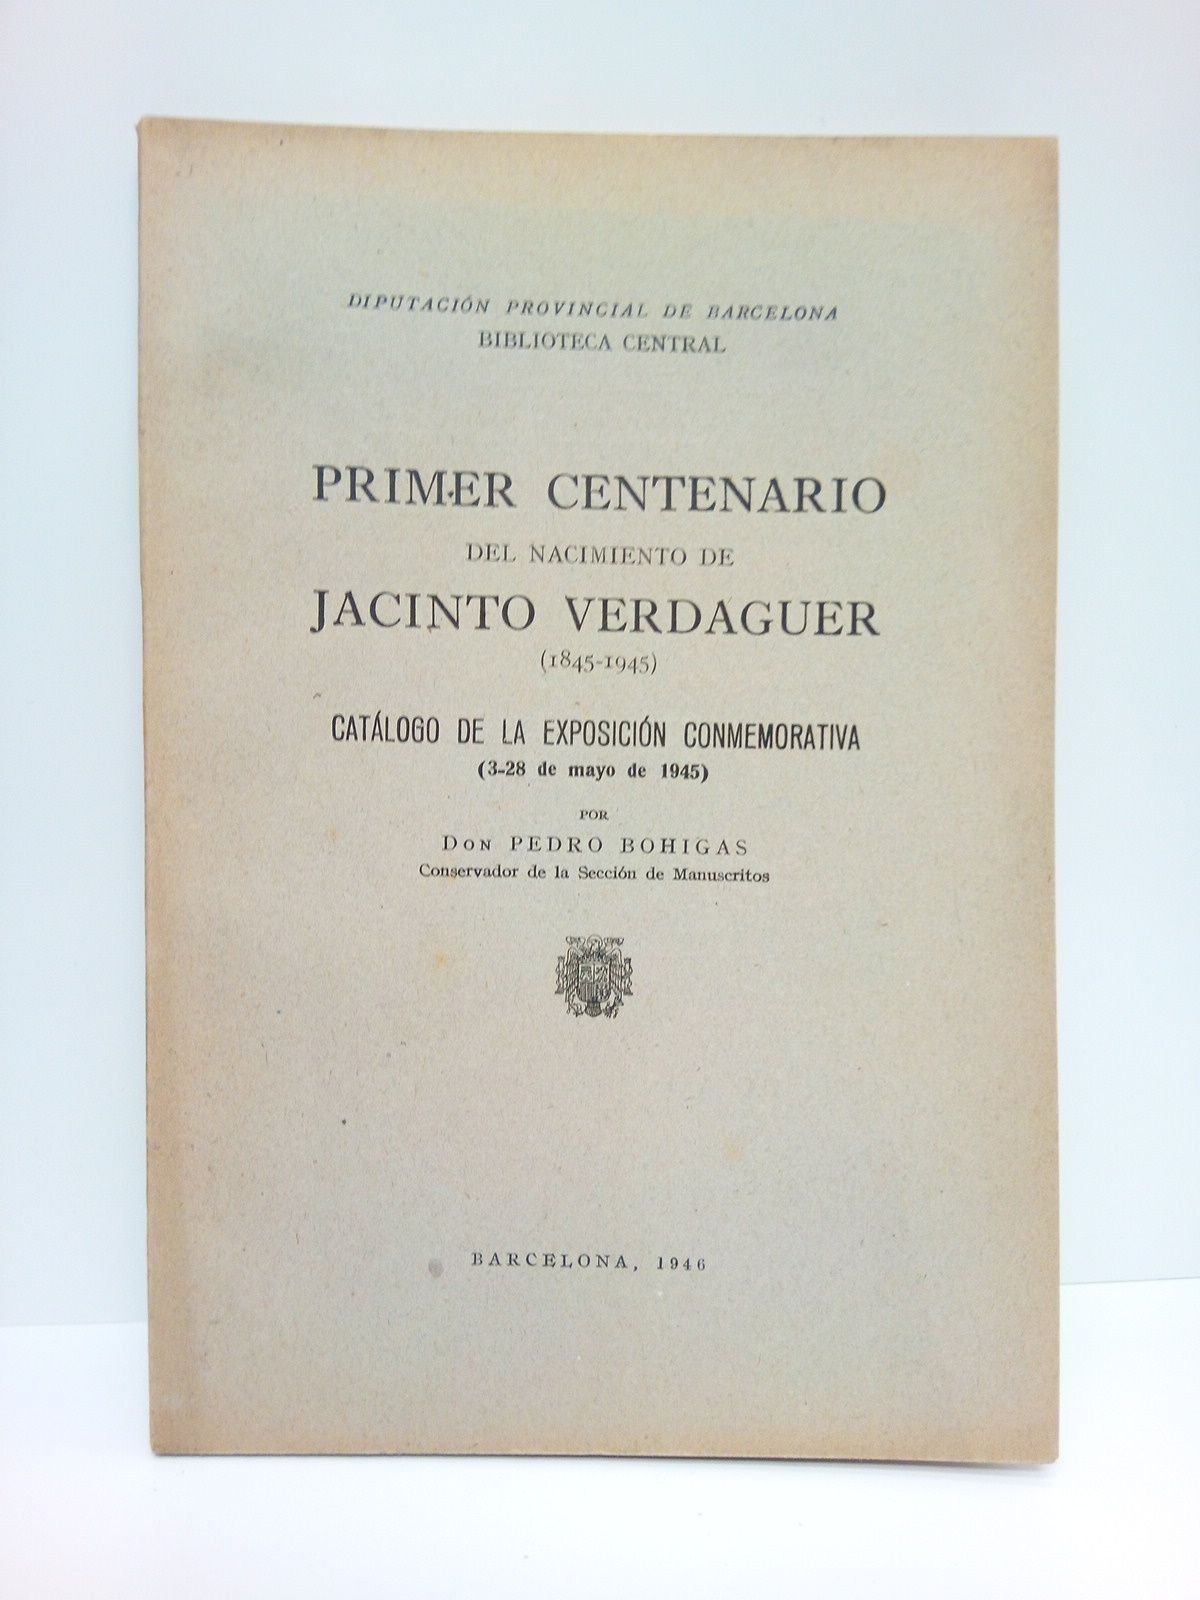 DIPUTACIÓN PROVINCIAL DE BARCELONA
BIBLIOTECA CENTRAL
PRIMER CENTENARIO
DEL NACIMIENTO DE
JACINTO VERDAGUER
(1845-1945)
CATÁLOGO DE LA EXPOSICIÓN CONMEMORATIVA
(3-28 de mayo de 1945)
POR
DON PEDRO BOHIGAS
Conservador de la Sección de Manuscritos
BARCELONA, 1946